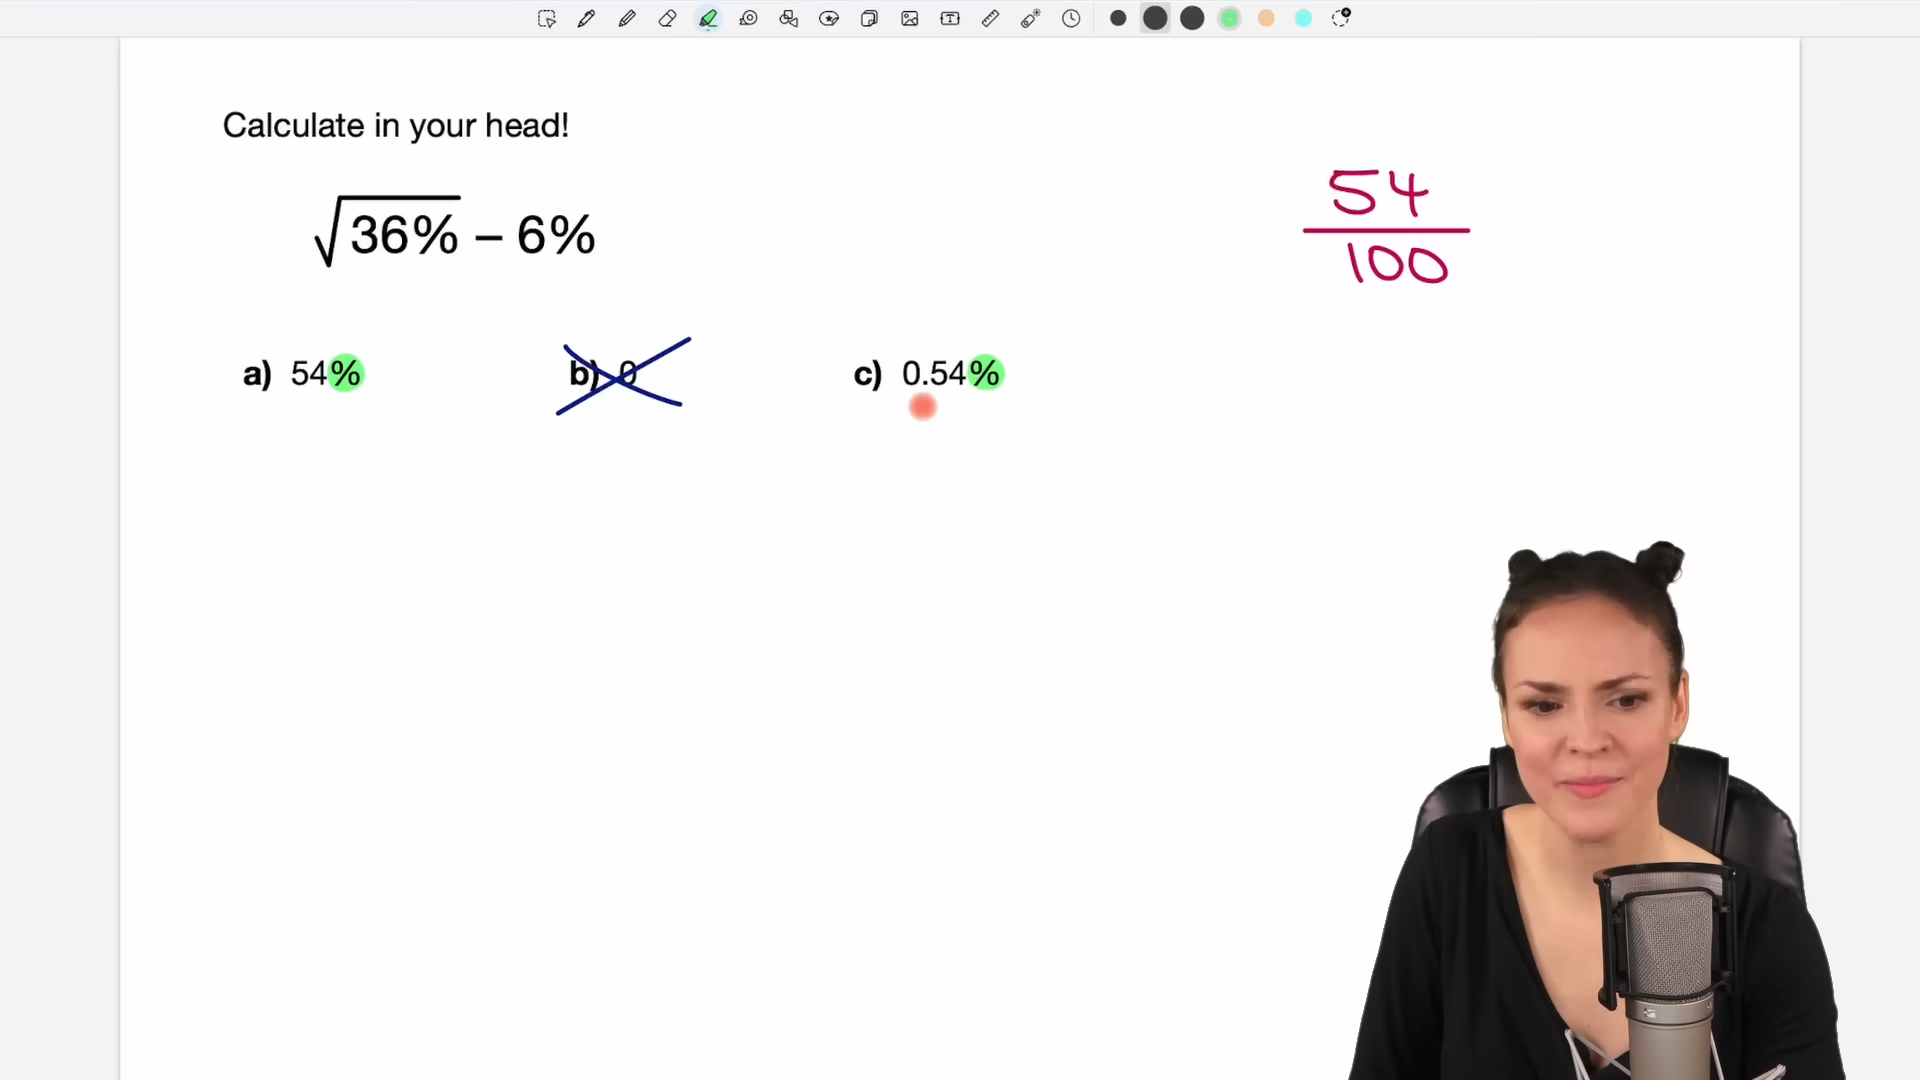 Calculate in your head!
√36% – 6%
54
100
a) 54%
b) 0
c) 0.54%